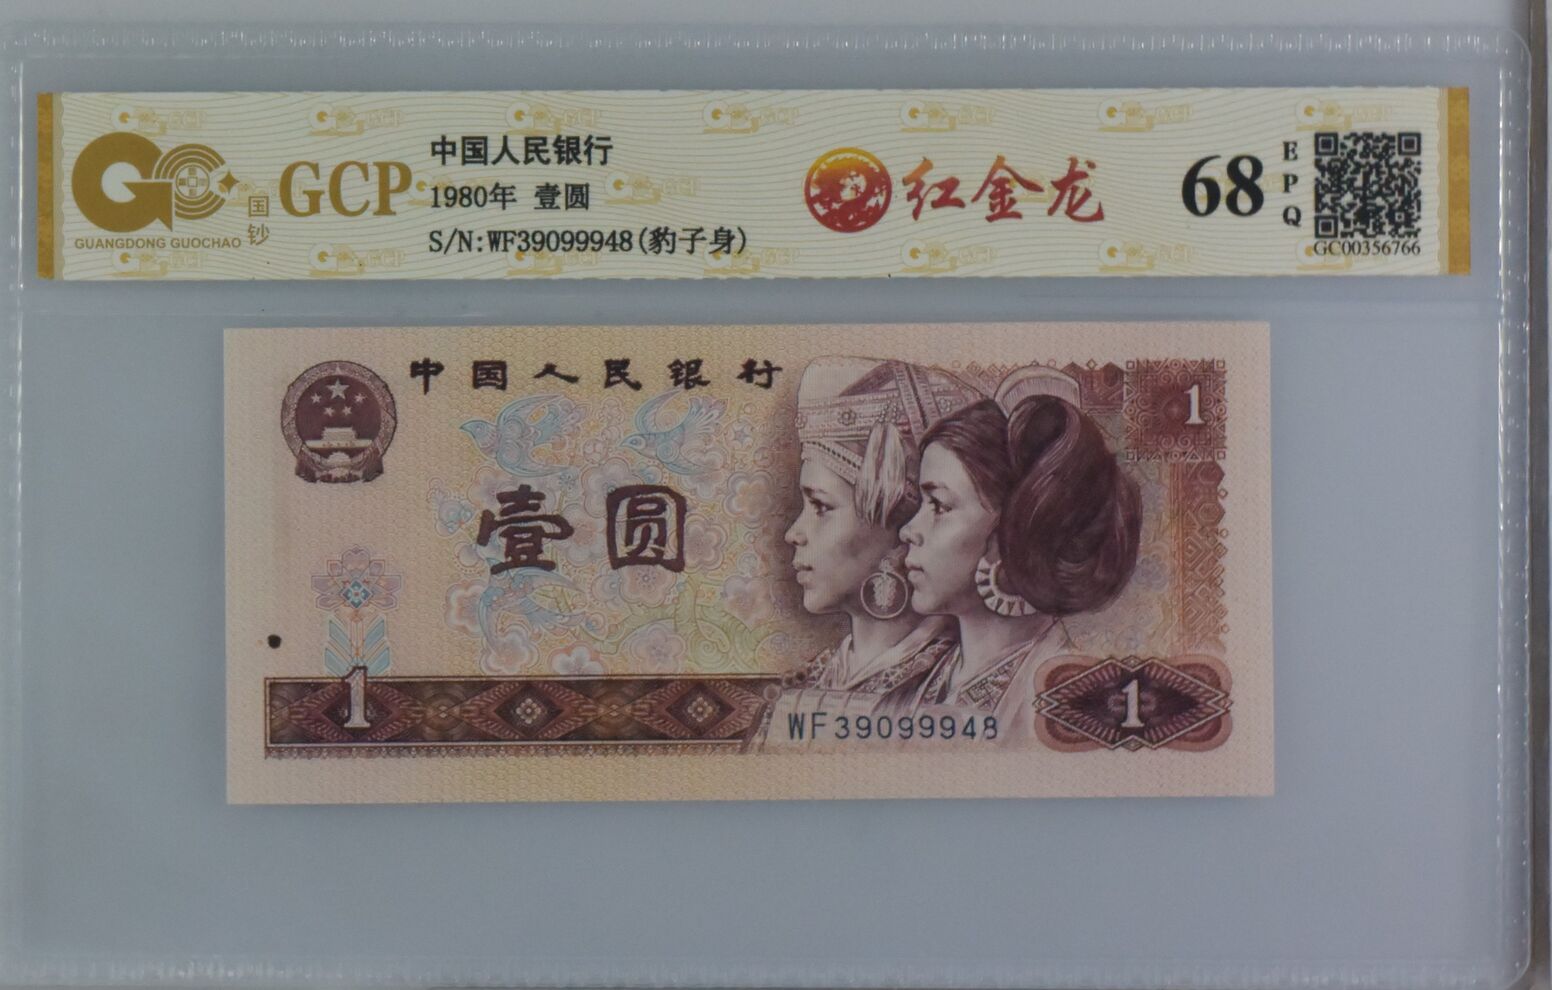 GCP
国钞
GUANGDONG GUOCHAO
中国人民银行
1980年 壹圆
S/N:WF39099948(豹子身)
红金龙
68
EPQ
GC00356766
中国人民银行
1
壹圆
1
WF39099948
1